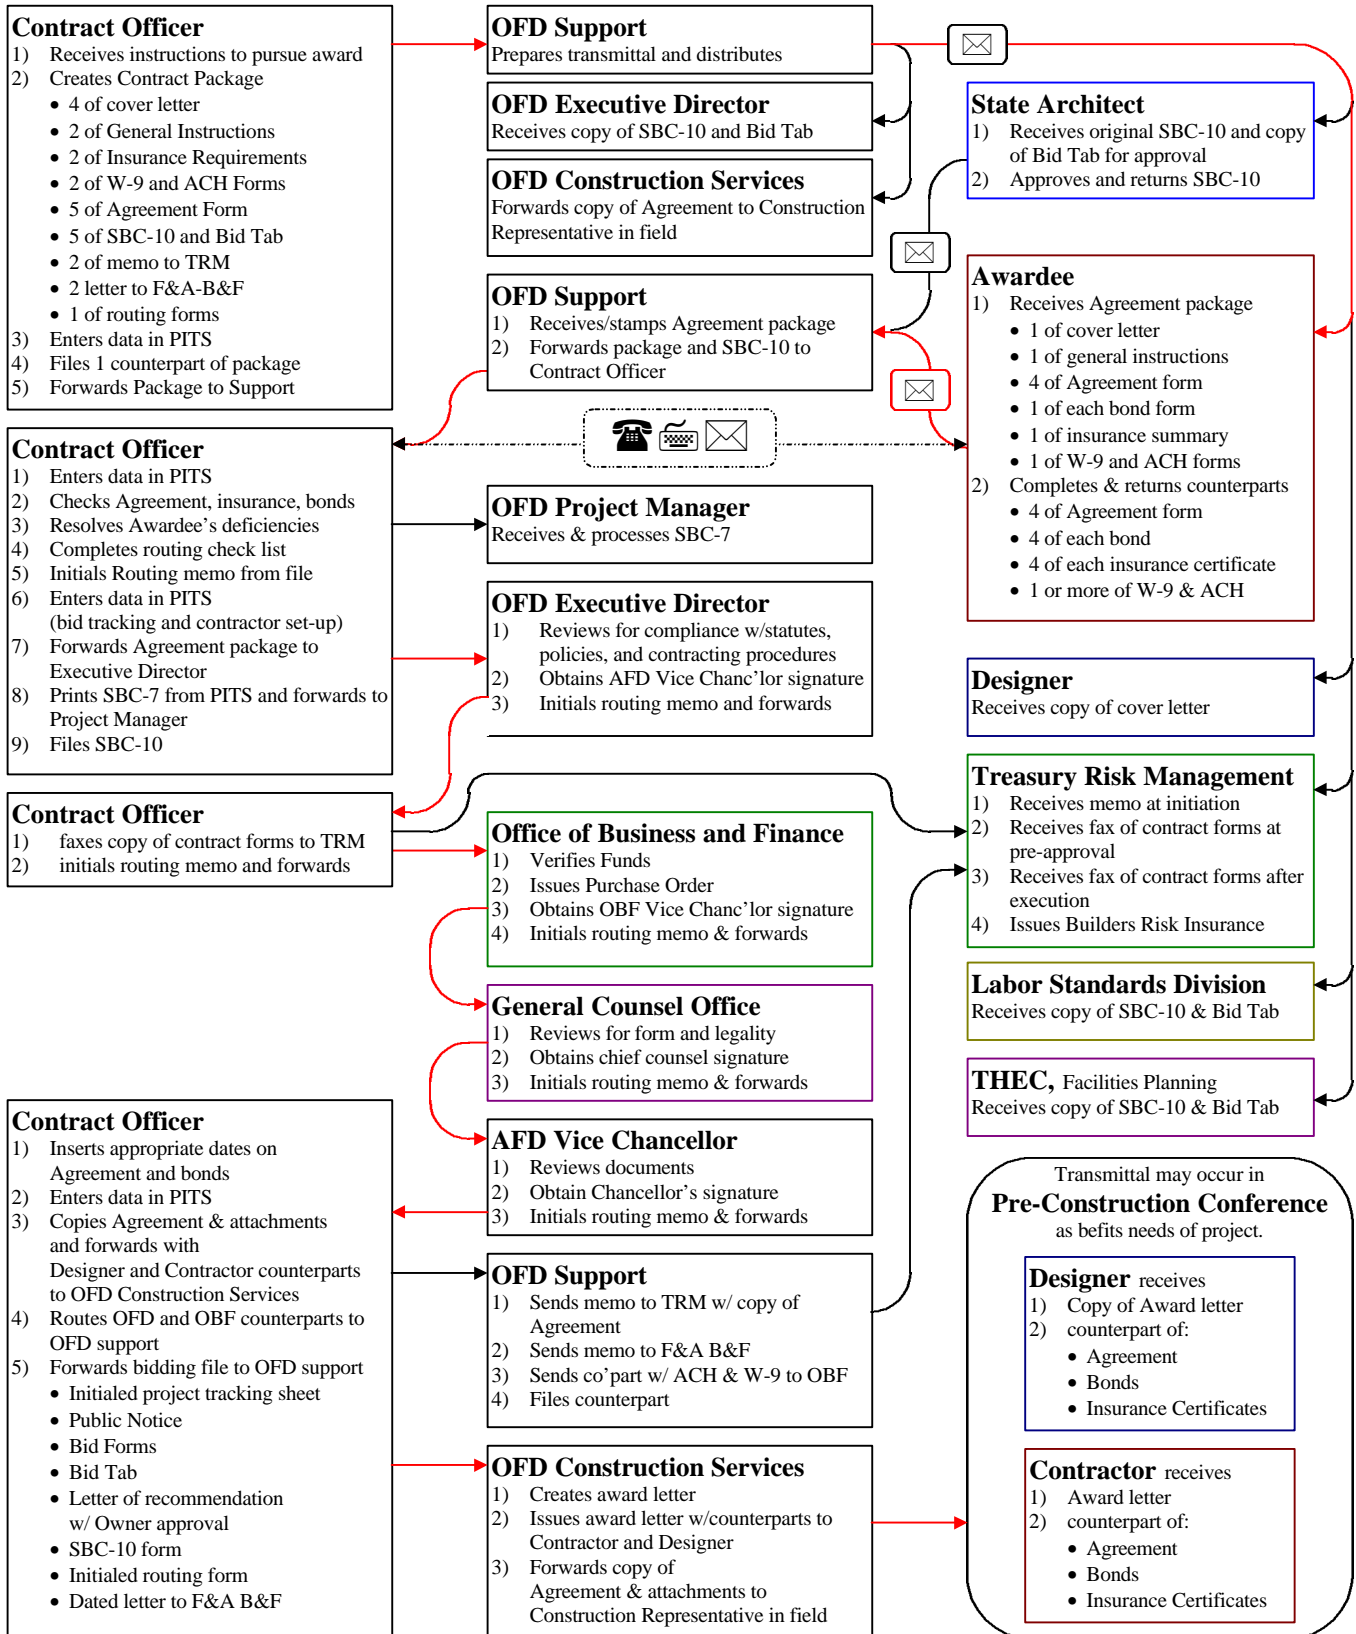 Contract Officer
1) Receives instructions to pursue award
2) Creates Contract Package
• 4 of cover letter
• 2 of General Instructions
• 2 of Insurance Requirements
• 2 of W-9 and ACH Forms
• 5 of Agreement Form
• 5 of SBC-10 and Bid Tab
• 2 of memo to TRM
• 2 letter to F&A-B&F
• 1 of routing forms
3) Enters data in PITS
4) Files 1 counterpart of package
5) Forwards Package to Support
OFD Support
Prepares transmittal and distributes
OFD Executive Director
Receives copy of SBC-10 and Bid Tab
OFD Construction Services
Forwards copy of Agreement to Construction
Representative in field
OFD Support
1) Receives/stamps Agreement package
2) Forwards package and SBC-10 to
Contract Officer
State Architect
1) Receives original SBC-10 and copy
of Bid Tab for approval
2) Approves and returns SBC-10
Awardee
1) Receives Agreement package
• 1 of cover letter
• 1 of general instructions
• 4 of Agreement form
• 1 of each bond form
• 1 of insurance summary
• 1 of W-9 and ACH forms
2) Completes & returns counterparts
• 4 of Agreement form
• 4 of each bond
• 4 of each insurance certificate
• 1 or more of W-9 & ACH
Contract Officer
1) Enters data in PITS
2) Checks Agreement, insurance, bonds
3) Resolves Awardee's deficiencies
4) Completes routing check list
5) Initials Routing memo from file
6) Enters data in PITS
(bid tracking and contractor set-up)
7) Forwards Agreement package to
Executive Director
8) Prints SBC-7 from PITS and forwards to
Project Manager
9) Files SBC-10
OFD Project Manager
Receives & processes SBC-7
OFD Executive Director
1) Reviews for compliance w/statutes,
policies, and contracting procedures
2) Obtains AFD Vice Chanc'lor signature
3) Initials routing memo and forwards
Designer
Receives copy of cover letter
Contract Officer
1) faxes copy of contract forms to TRM
2) initials routing memo and forwards
Office of Business and Finance
1) Verifies Funds
2) Issues Purchase Order
3) Obtains OBF Vice Chanc'lor signature
4) Initials routing memo & forwards
Treasury Risk Management
1) Receives memo at initiation
2) Receives fax of contract forms at
pre-approval
3) Receives fax of contract forms after
execution
4) Issues Builders Risk Insurance
Labor Standards Division
Receives copy of SBC-10 & Bid Tab
General Counsel Office
1) Reviews for form and legality
2) Obtains chief counsel signature
3) Initials routing memo & forwards
THEC, Facilities Planning
Receives copy of SBC-10 & Bid Tab
AFD Vice Chancellor
1) Reviews documents
2) Obtain Chancellor's signature
3) Initials routing memo & forwards
Contract Officer
1) Inserts appropriate dates on
Agreement and bonds
2) Enters data in PITS
3) Copies Agreement & attachments
and forwards with
Designer and Contractor counterparts
to OFD Construction Services
4) Routes OFD and OBF counterparts to
OFD support
5) Forwards bidding file to OFD support
• Initialed project tracking sheet
• Public Notice
• Bid Forms
• Bid Tab
• Letter of recommendation
w/ Owner approval
• SBC-10 form
• Initialed routing form
• Dated letter to F&A B&F
OFD Support
1) Sends memo to TRM w/ copy of
Agreement
2) Sends memo to F&A B&F
3) Sends co'part w/ ACH & W-9 to OBF
4) Files counterpart
OFD Construction Services
1) Creates award letter
2) Issues award letter w/counterparts to
Contractor and Designer
3) Forwards copy of
Agreement & attachments to
Construction Representative in field
Transmittal may occur in
Pre-Construction Conference
as befits needs of project.
Designer receives
1) Copy of Award letter
2) counterpart of:
• Agreement
• Bonds
• Insurance Certificates
Contractor receives
1) Award letter
2) counterpart of:
• Agreement
• Bonds
• Insurance Certificates